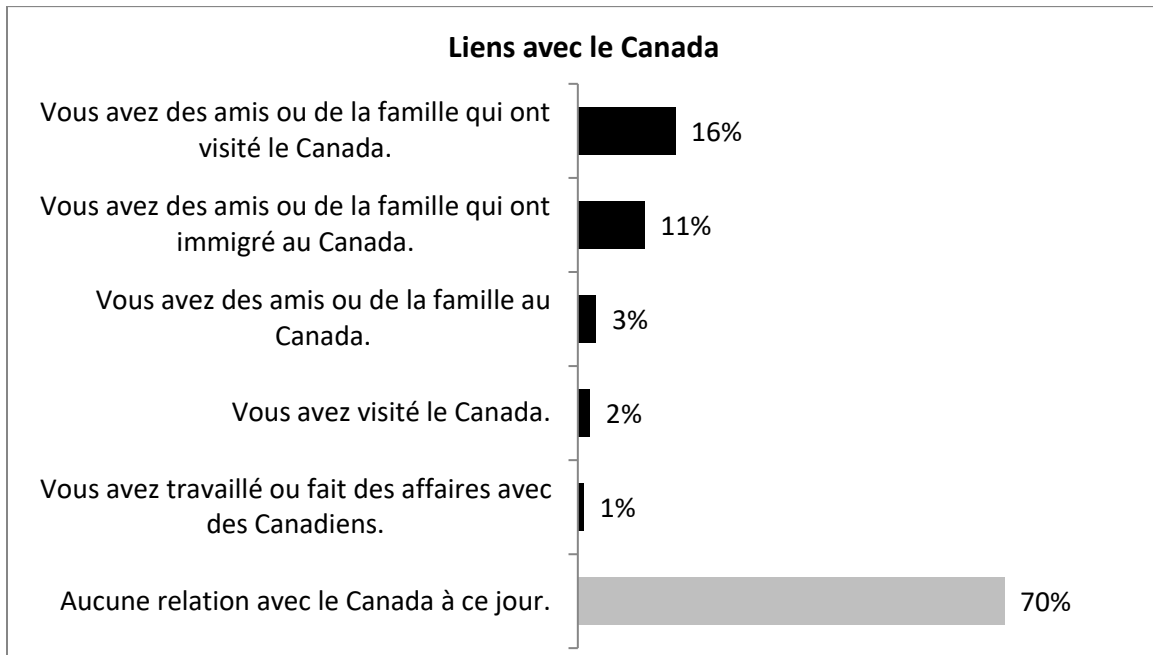 Liens avec le Canada
Vous avez des amis ou de la famille qui ont
visité le Canada.
16%
Vous avez des amis ou de la famille qui ont
immigré au Canada.
11%
Vous avez des amis ou de la famille au
Canada.
3%
Vous avez visité le Canada.
2%
Vous avez travaillé ou fait des affaires avec
des Canadiens.
1%
Aucune relation avec le Canada à ce jour.
70%